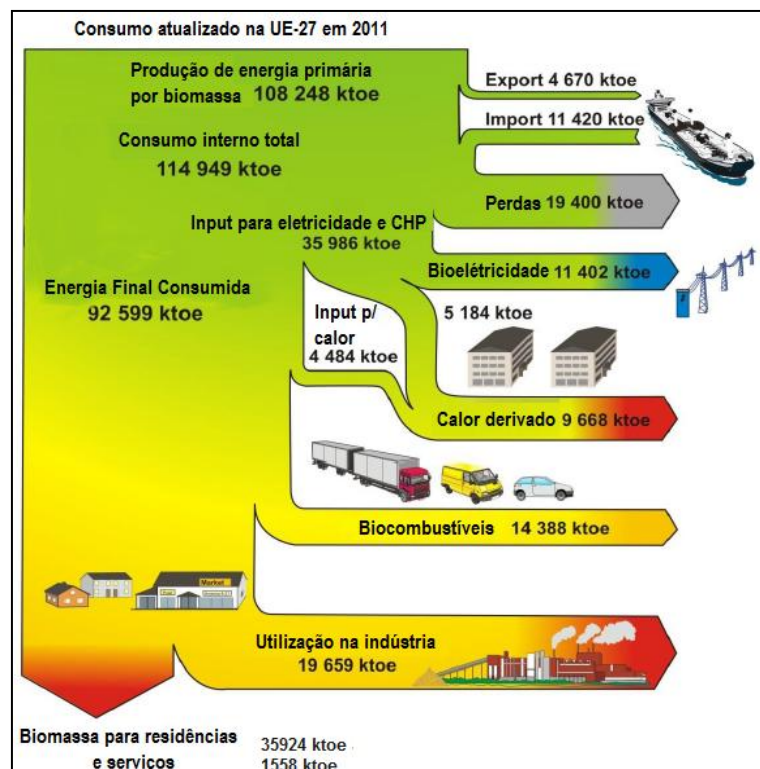 Consumo atualizado na UE-27 em 2011
Produção de energia primária
por biomassa 108 248 ktoe
Export 4 670 ktoe
Import 11 420 ktoe
Consumo interno total
114 949 ktoe
Perdas 19 400 ktoe
Input para eletricidade e CHP
35 986 ktoe
Bioelétricidade 11 402 ktoe
Energia Final Consumida
92 599 ktoe
Input p/
calor
4 484 ktoe
5 184 ktoe
Calor derivado 9 668 ktoe
Biocombustíveis 14 388 ktoe
Market
Utilização na indústria
19 659 ktoe
Biomassa para residências
e serviços
35924 ktoe
1558 ktoe